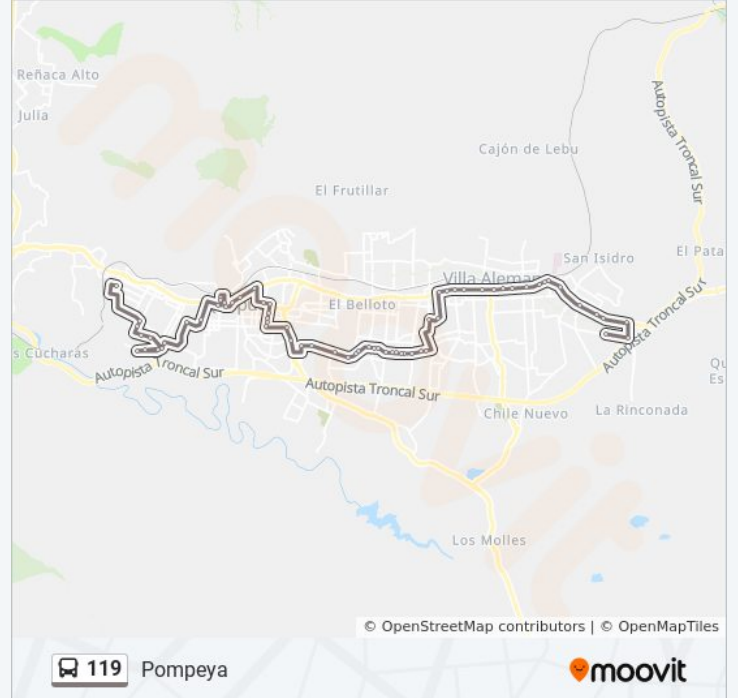 Reñaca Alto
Julia
Autopista Troncal Sur
Cajón de Lebu
El Frutillar
San Isidro
El Pata
Villa Aleman
El Belloto
Autopista Troncal Sur
s Cúcharas
Autopista Troncal Sur
Qu
Es
Autopista Troncal Sur
Chile Nuevo
La Rinconada
Los Molles
© OpenStreetMap contributors | © OpenMapTiles
119 Pompeya
moovit